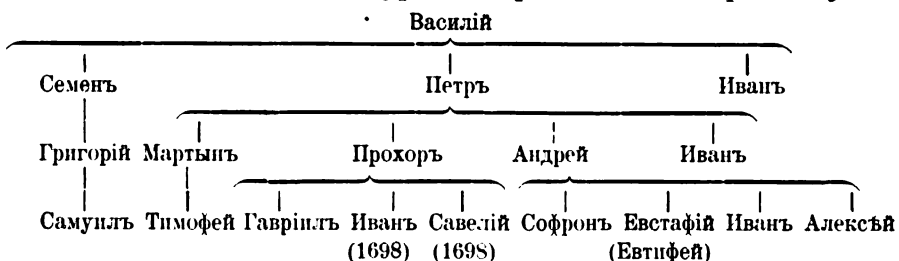 Василій
Семенъ Петръ Иванъ
Григорій Мартынъ Прохоръ Андрей Иванъ
Самуилъ Тимофей Гавріилъ Иванъ Савелій Софронъ Евстафій Иванъ Алексѣй
(1698) (1698) (Евтифей)